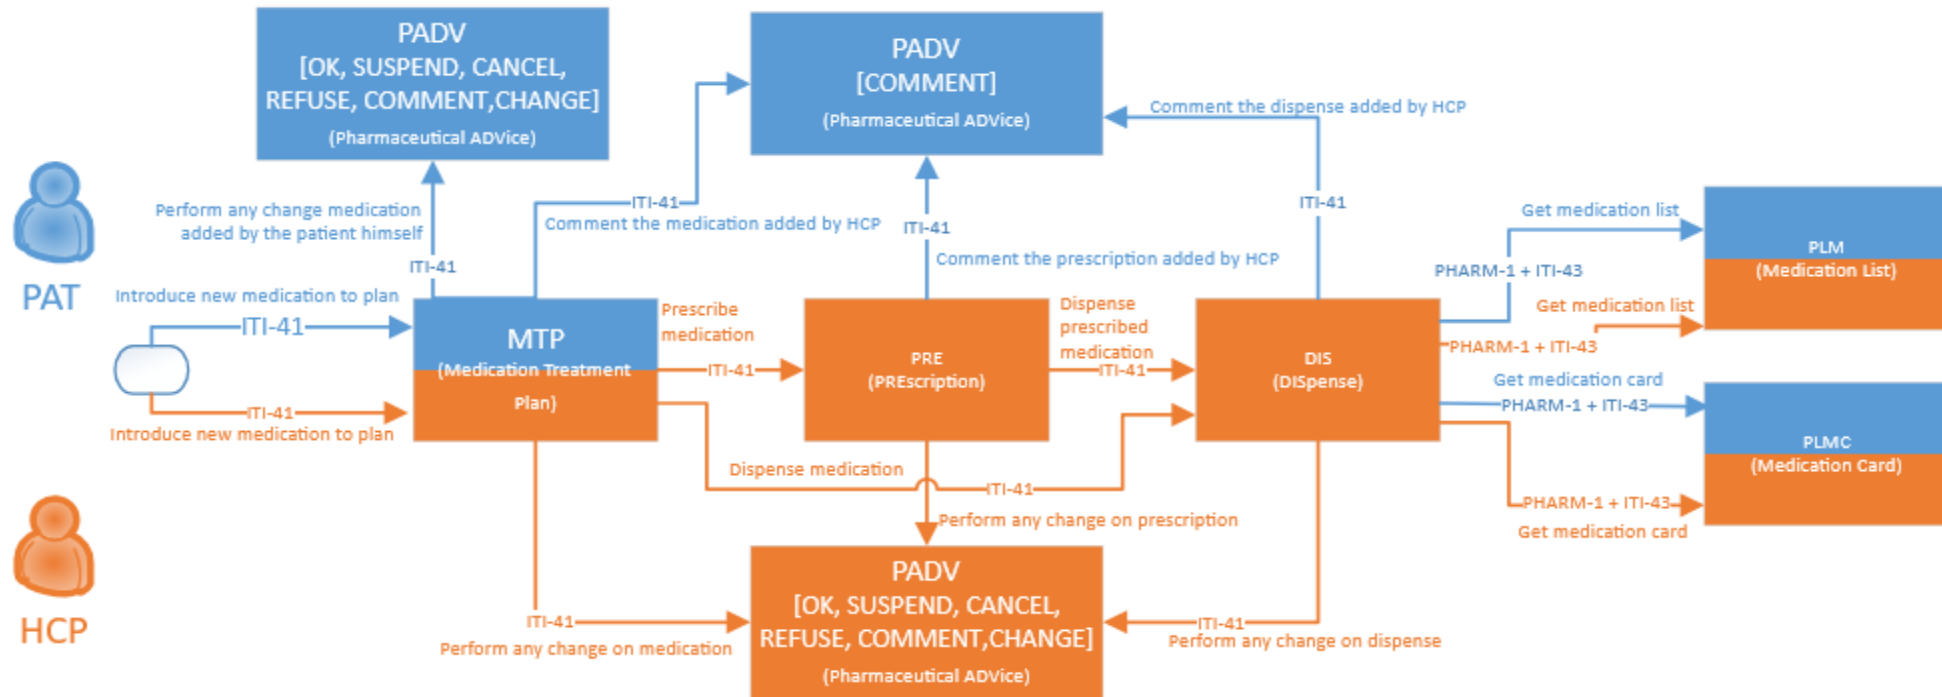 PADV
[OK, SUSPEND, CANCEL,
REFUSE, COMMENT,CHANGE]
(Pharmaceutical ADVice)
PADV
[COMMENT]
(Pharmaceutical ADVice)
Comment the dispense added by HCP
PAT
Perform any change medication
added by the patient himself
ITI-41
ITI-41
Comment the medication added by HCP
ITI-41
Comment the prescription added by HCP
ITI-41
Get medication list
PHARM-1 + ITI-43
PLM
(Medication List)
Get medication list
PHARM-1 + ITI-43
Introduce new medication to plan
ITI-41
ITI-41
Introduce new medication to plan
MTP
(Medication Treatment
Plan)
Prescribe
medication
ITI-41
PRE
(PREscription)
Dispense
prescribed
medication
ITI-41
DIS
(DISpense)
Get medication card
PHARM-1 + ITI-43
PLMC
(Medication Card)
PHARM-1 + ITI-43
Get medication card
Dispense medication
ITI-41
HCP
Perform any change on prescription
ITI-41
Perform any change on medication
PADV
[OK, SUSPEND, CANCEL,
REFUSE, COMMENT,CHANGE]
(Pharmaceutical ADVice)
ITI-41
Perform any change on dispense